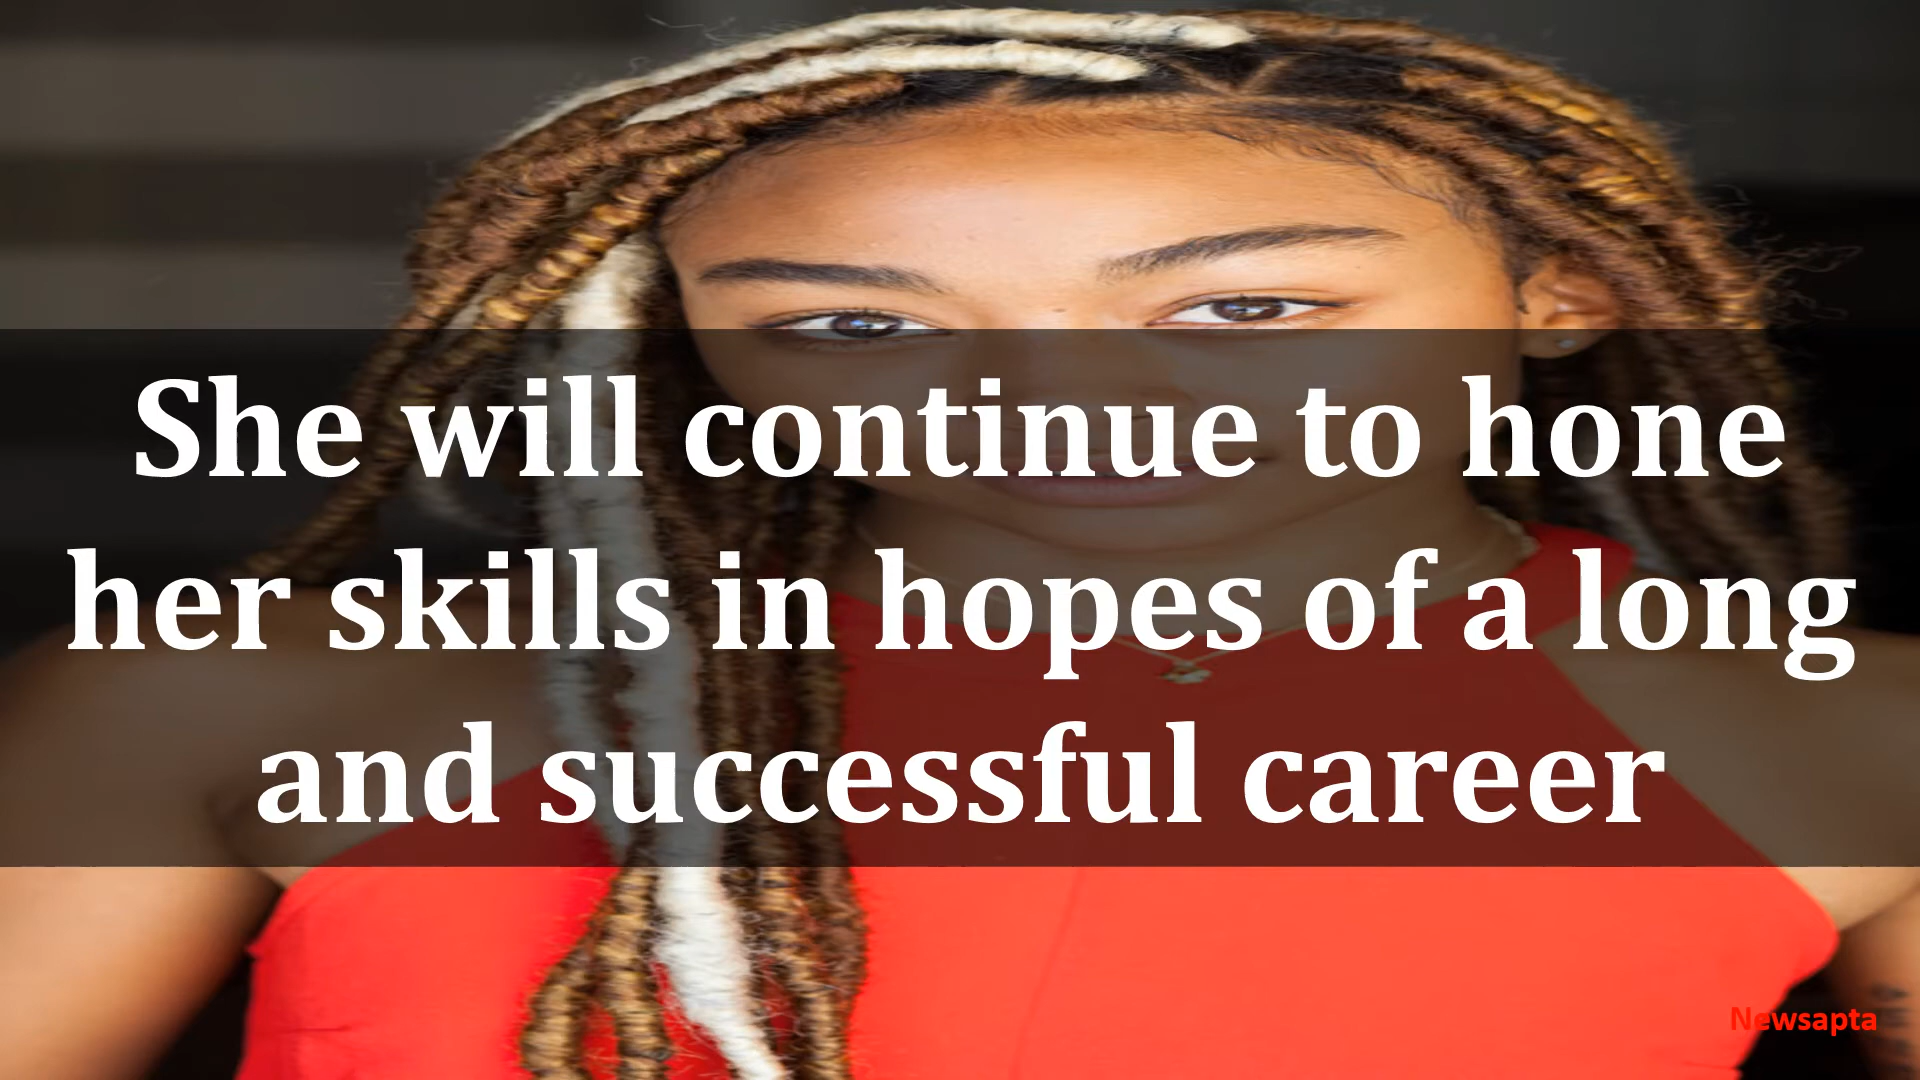 She will continue to hone
her skills in hopes of a long
and successful career
Newsapta